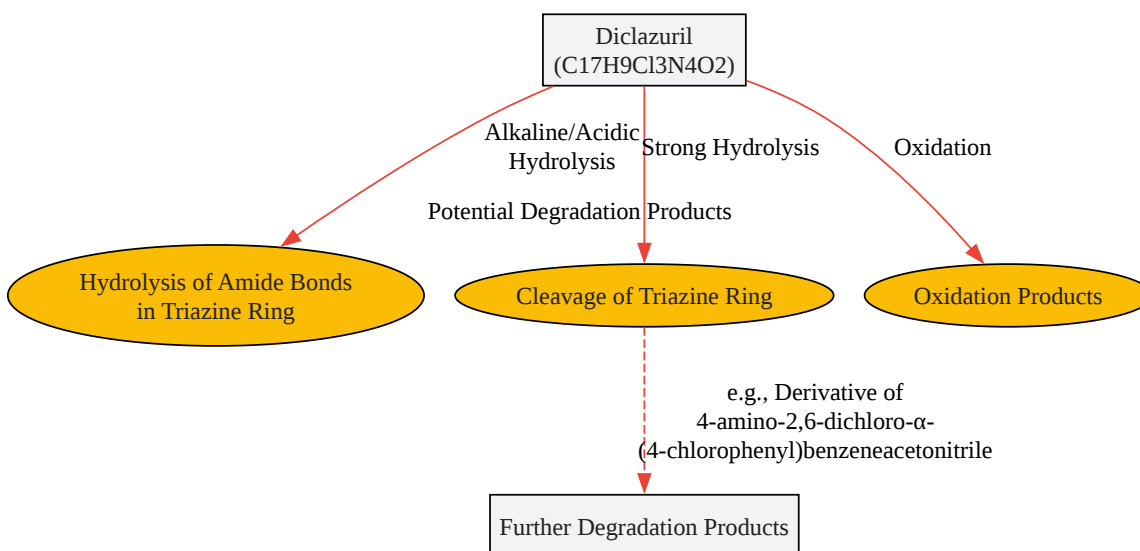 Diclazuril
(C17H9Cl3N4O2)
Alkaline/Acidic
Hydrolysis
Strong Hydrolysis
Oxidation
Potential Degradation Products
Hydrolysis of Amide Bonds
in Triazine Ring
Cleavage of Triazine Ring
Oxidation Products
e.g., Derivative of
4-amino-2,6-dichloro-α-
(4-chlorophenyl)benzeneacetonitrile
Further Degradation Products